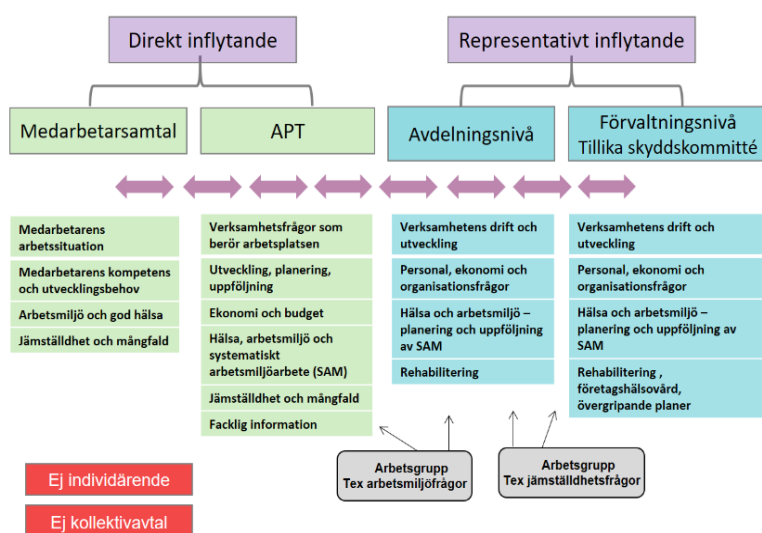 Direkt inflytande
Representativt inflytande
Medarbetarsamtal
APT
Avdelningsnivå
Förvaltningsnivå
Tillika skyddskommitté
Medarbetarens
arbetssituation
Medarbetarens kompetens
och utvecklingsbehov
Arbetsmiljö och god hälsa
Jämställdhet och mångfald
Verksamhetsfrågor som
berör arbetsplatsen
Utveckling, planering,
uppföljning
Ekonomi och budget
Hälsa, arbetsmiljö och
systematiskt
arbetsmiljöarbete (SAM)
Jämställdhet och mångfald
Facklig information
Verksamhetens drift och
utveckling
Personal, ekonomi och
organisationsfrågor
Hälsa och arbetsmiljö –
planering och uppföljning
av SAM
Rehabilitering
Verksamhetens drift och
utveckling
Personal, ekonomi och
organisationsfrågor
Hälsa och arbetsmiljö –
planering och uppföljning av
SAM
Rehabilitering ,
företagshälsovård,
övergripande planer
Arbetsgrupp
Tex arbetsmiljöfrågor
Arbetsgrupp
Tex jämställdhetsfrågor
Ej individärende
Ej kollektivavtal